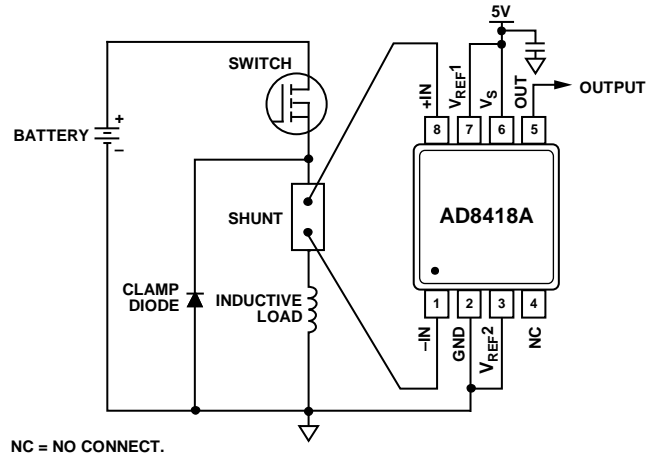 5V
SWITCH
+IN
VREF1
VS
OUT
OUTPUT
8
7
6
5
BATTERY
+
–
SHUNT
AD8418A
CLAMP
DIODE
INDUCTIVE
LOAD
1
2
3
4
–IN
GND
VREF2
NC
NC = NO CONNECT.